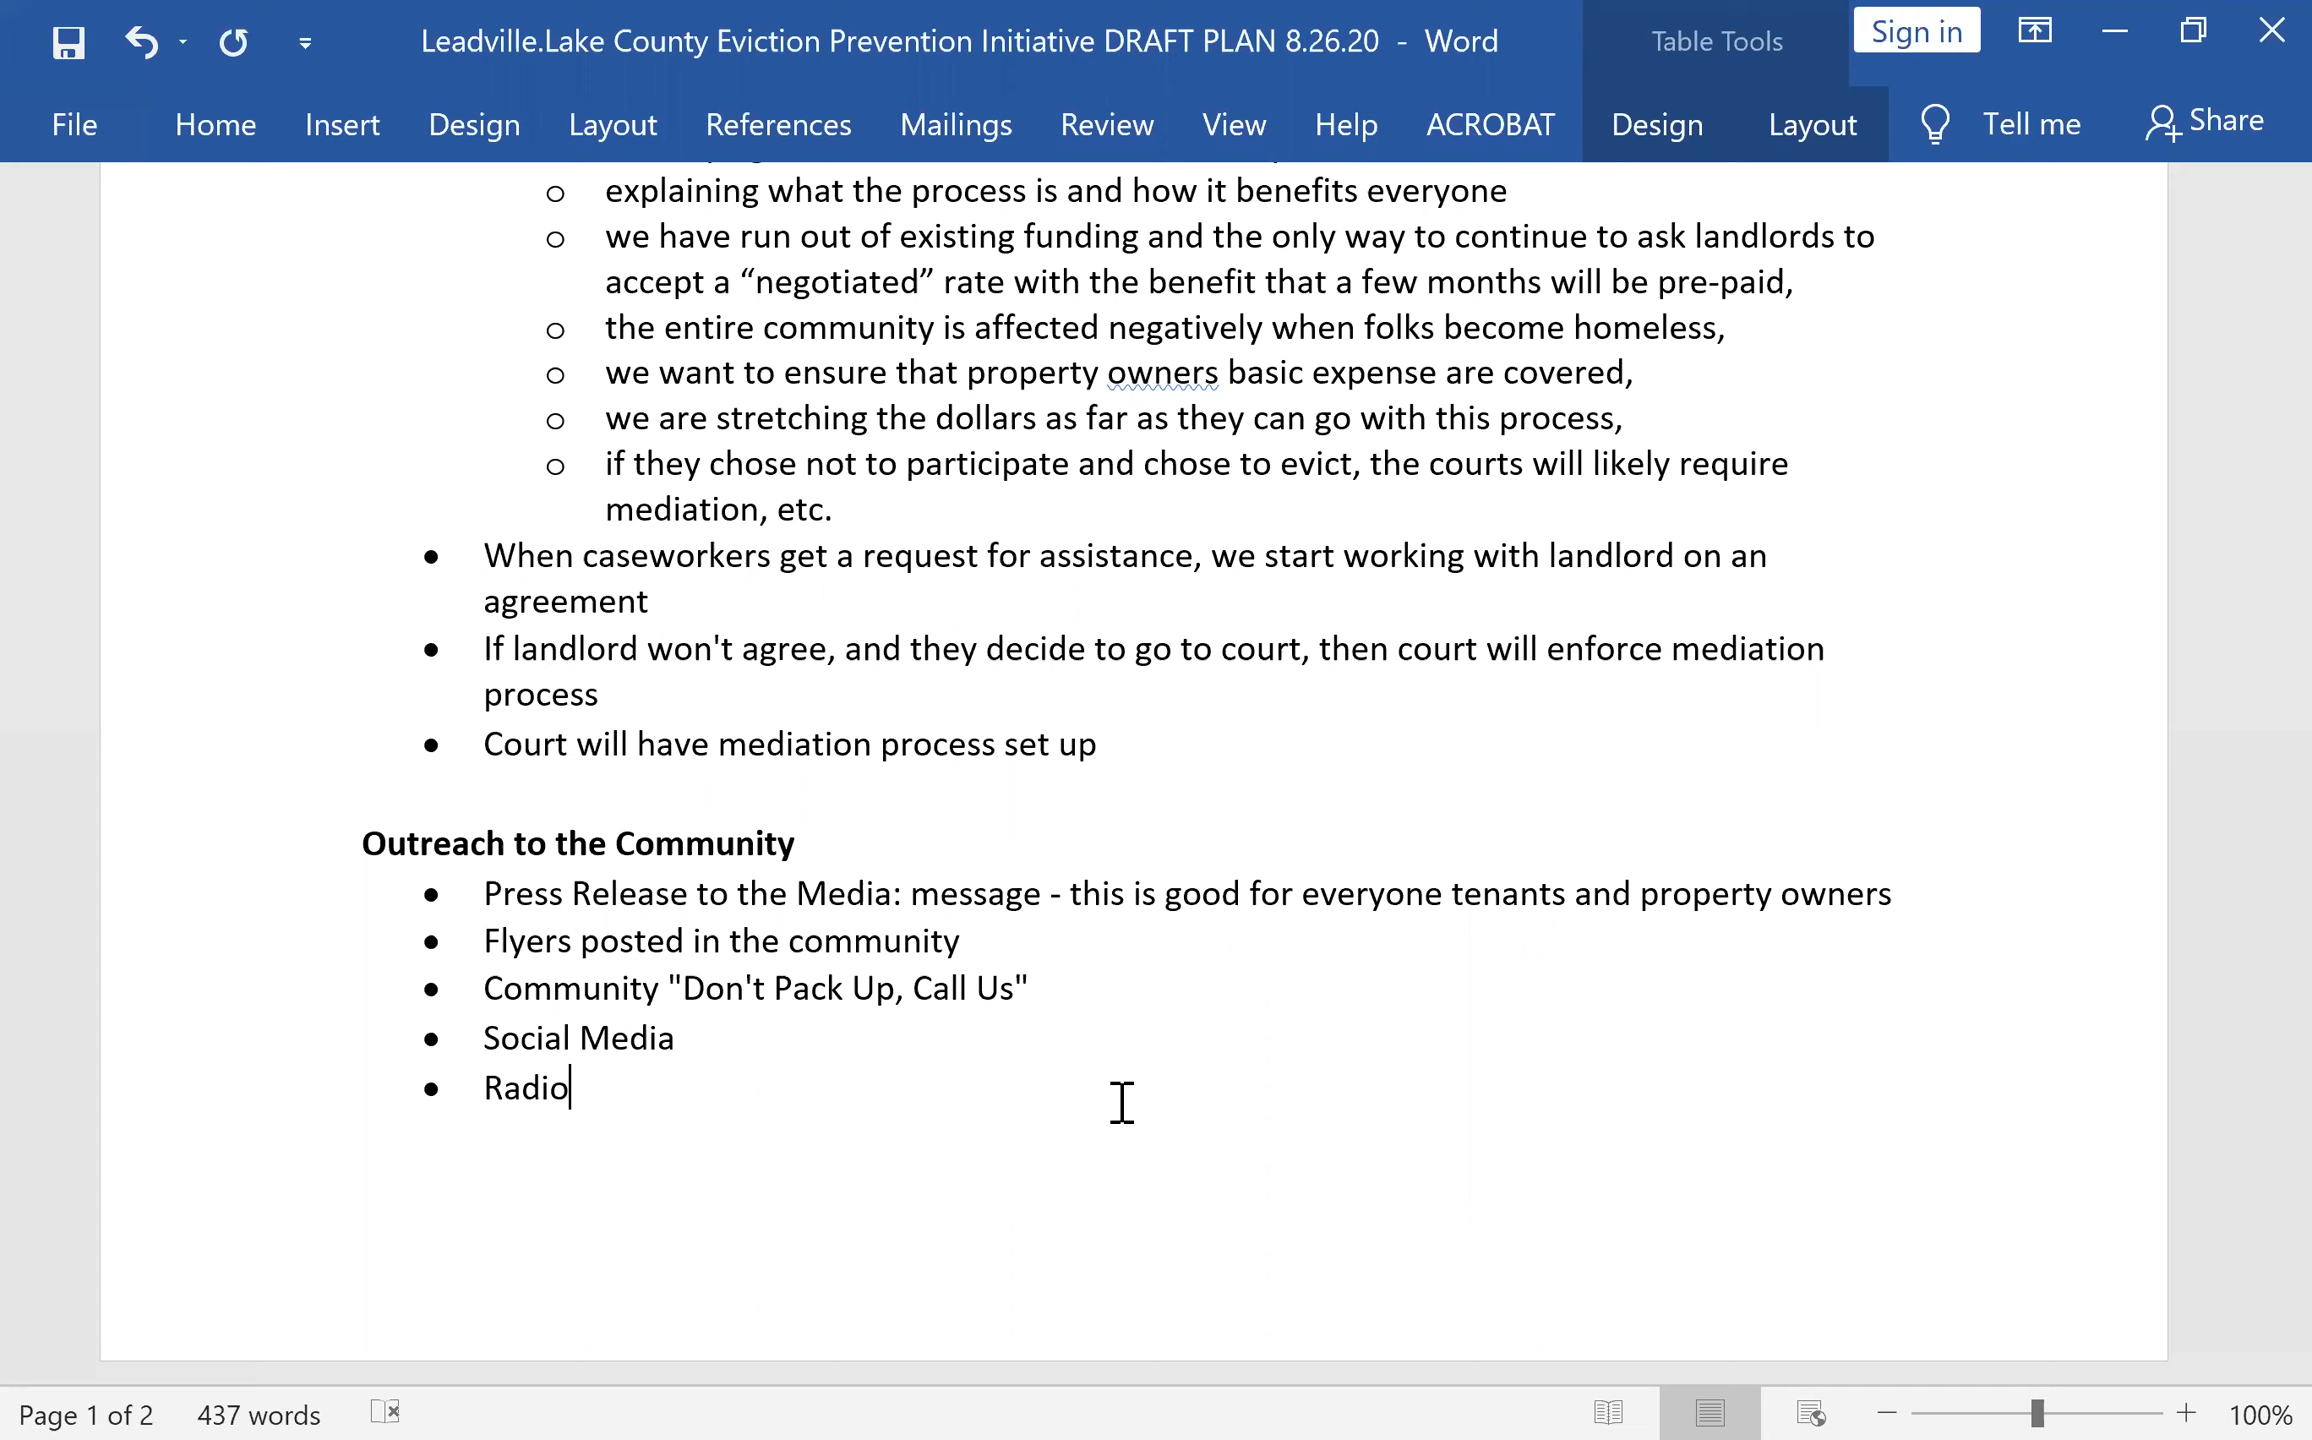 Leadville.Lake County Eviction Prevention Initiative DRAFT PLAN 8.26.20 - Word
Table Tools
Sign in
File Home Insert Design Layout References Mailings Review View Help ACROBAT Design Layout Tell me Share
o explaining what the process is and how it benefits everyone
o we have run out of existing funding and the only way to continue to ask landlords to
accept a “negotiated” rate with the benefit that a few months will be pre-paid,
o the entire community is affected negatively when folks become homeless,
o we want to ensure that property owners basic expense are covered,
o we are stretching the dollars as far as they can go with this process,
o if they chose not to participate and chose to evict, the courts will likely require
mediation, etc.
• When caseworkers get a request for assistance, we start working with landlord on an
agreement
• If landlord won't agree, and they decide to go to court, then court will enforce mediation
process
• Court will have mediation process set up
Outreach to the Community
• Press Release to the Media: message - this is good for everyone tenants and property owners
• Flyers posted in the community
• Community "Don't Pack Up, Call Us"
• Social Media
• Radio
Page 1 of 2 437 words 100%